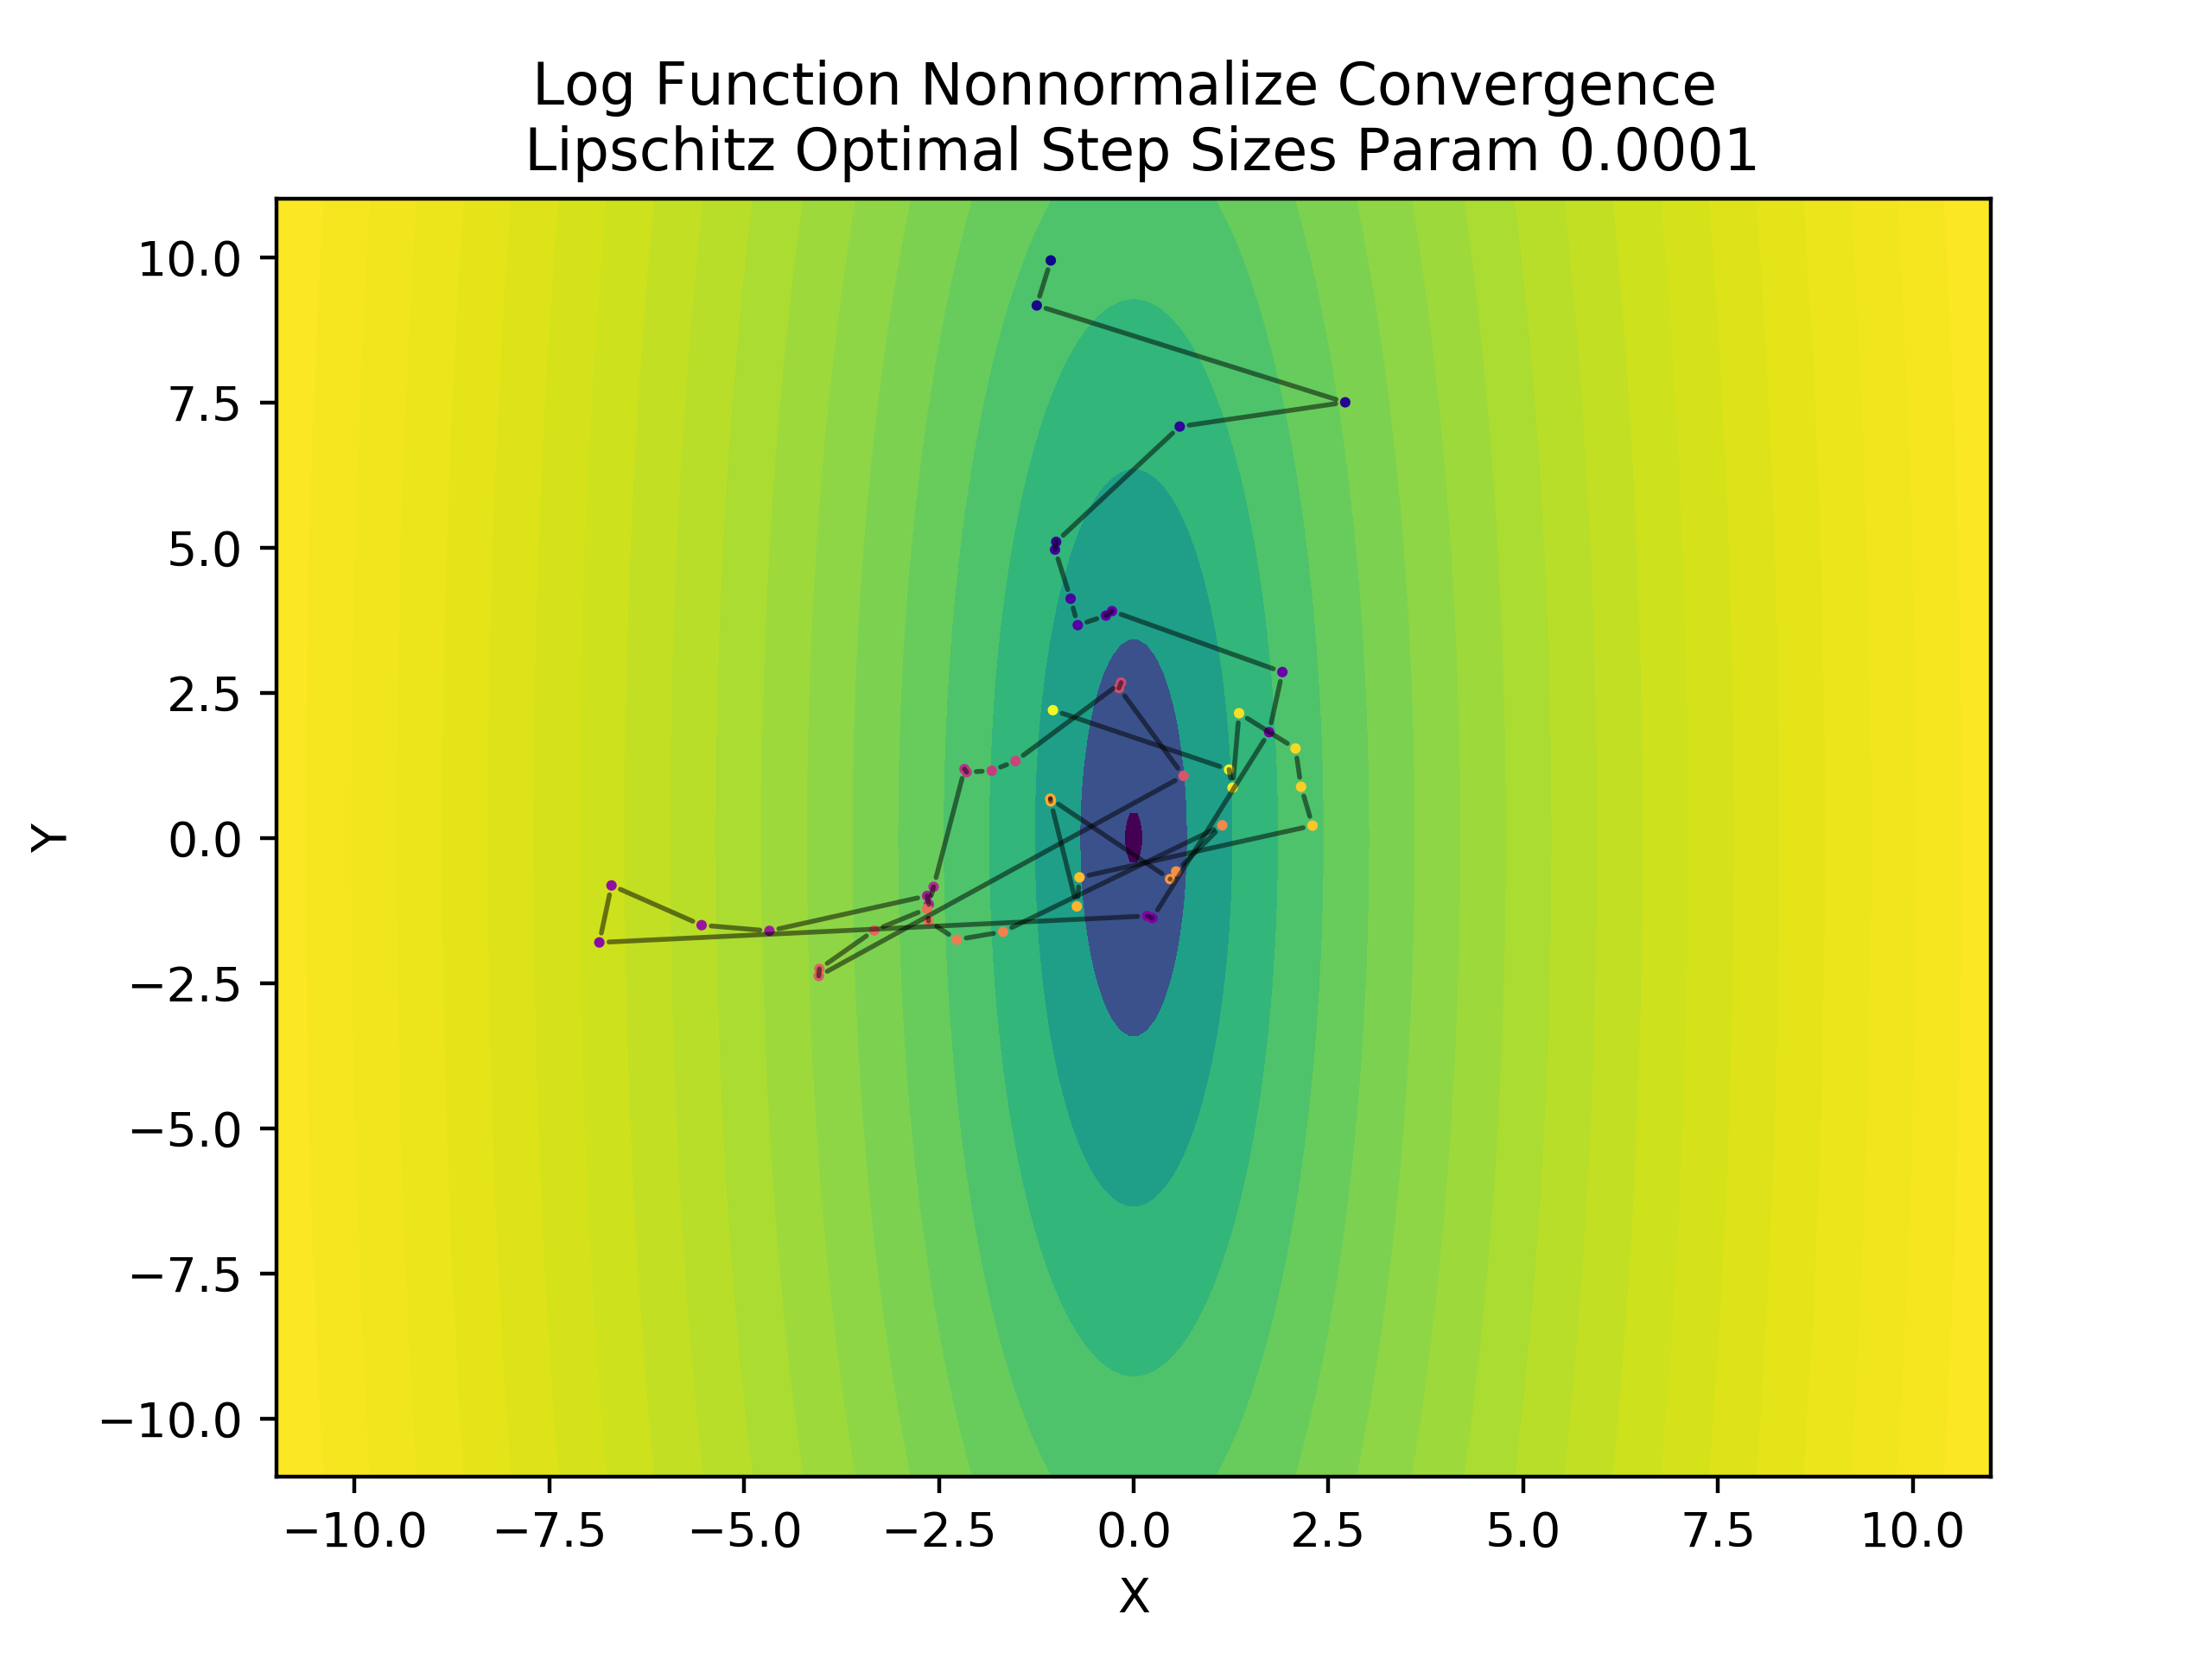 Log Function Nonnormalize Convergence
Lipschitz Optimal Step Sizes Param 0.0001
10.0
7.5
5.0
2.5
0.0
−2.5
−5.0
−7.5
−10.0
Y
−10.0 −7.5 −5.0 −2.5 0.0 2.5 5.0 7.5 10.0
X